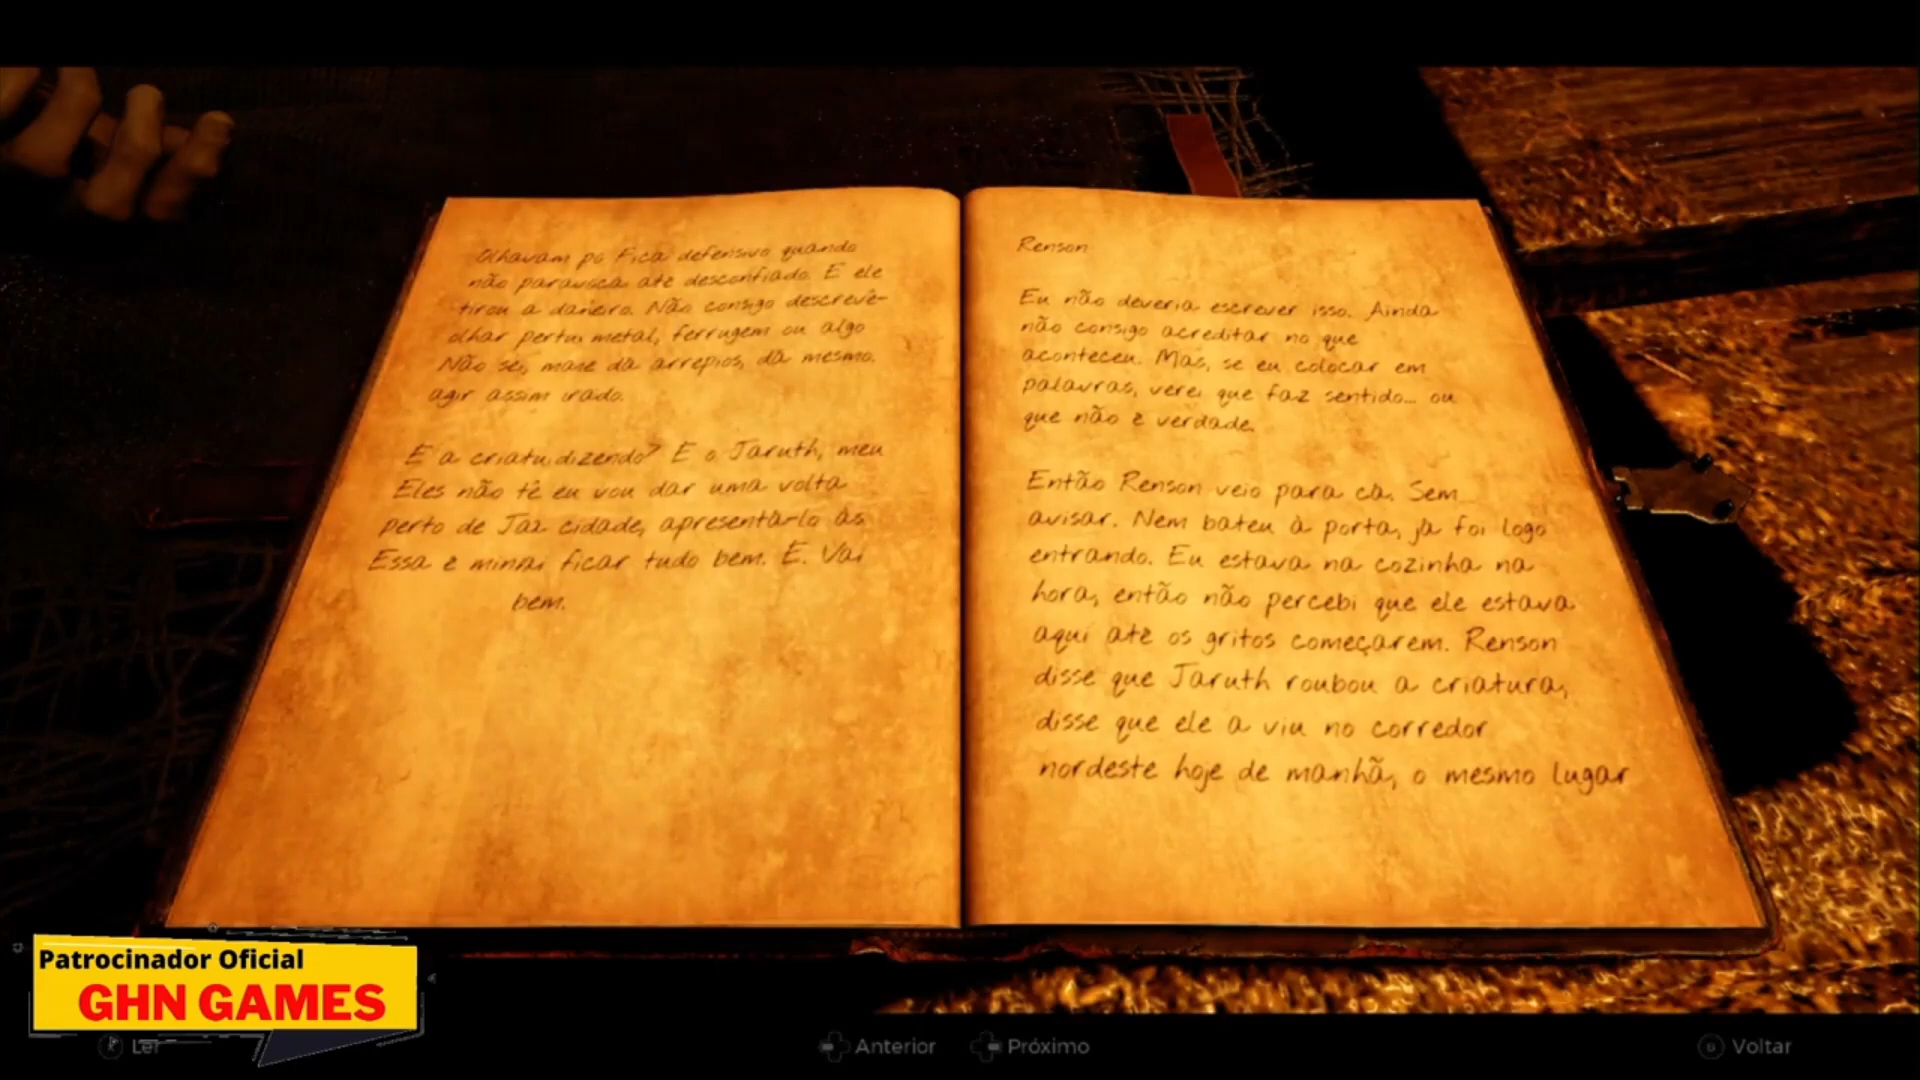 Olhavam po Fica defensivo quando
não paravoca até desconfiado. E ele
tirou a daneiro. Não consigo descrevê-
olhar pertur metal, ferrugem ou algo
Não sei, mase dá arrepios, dá mesmo.
agir assim irado.
E a criatu dizendo? E o Jaruth, meu
Eles não tê eu vou dar uma volta
perto de Jaa cidade, apresentá-lo às
Essa é minai ficar tudo bem. É. Vai
bem.
Renson
Eu não deveria escrever isso. Ainda
não consigo acreditar no que
aconteceu. Mas, se eu colocar em
palavras, verei que faz sentido... ou
que não é verdade.
Então Renson veio para cá. Sem
avisar. Nem bateu à porta, já foi logo
entrando. Eu estava na cozinha na
hora, então não percebi que ele estava
aqui até os gritos começarem. Renson
disse que Jaruth roubou a criatura,
disse que ele a viu no corredor
nordeste hoje de manhã, o mesmo lugar
Patrocinador Oficial
GHN GAMES
Ler
Anterior
Próximo
Voltar